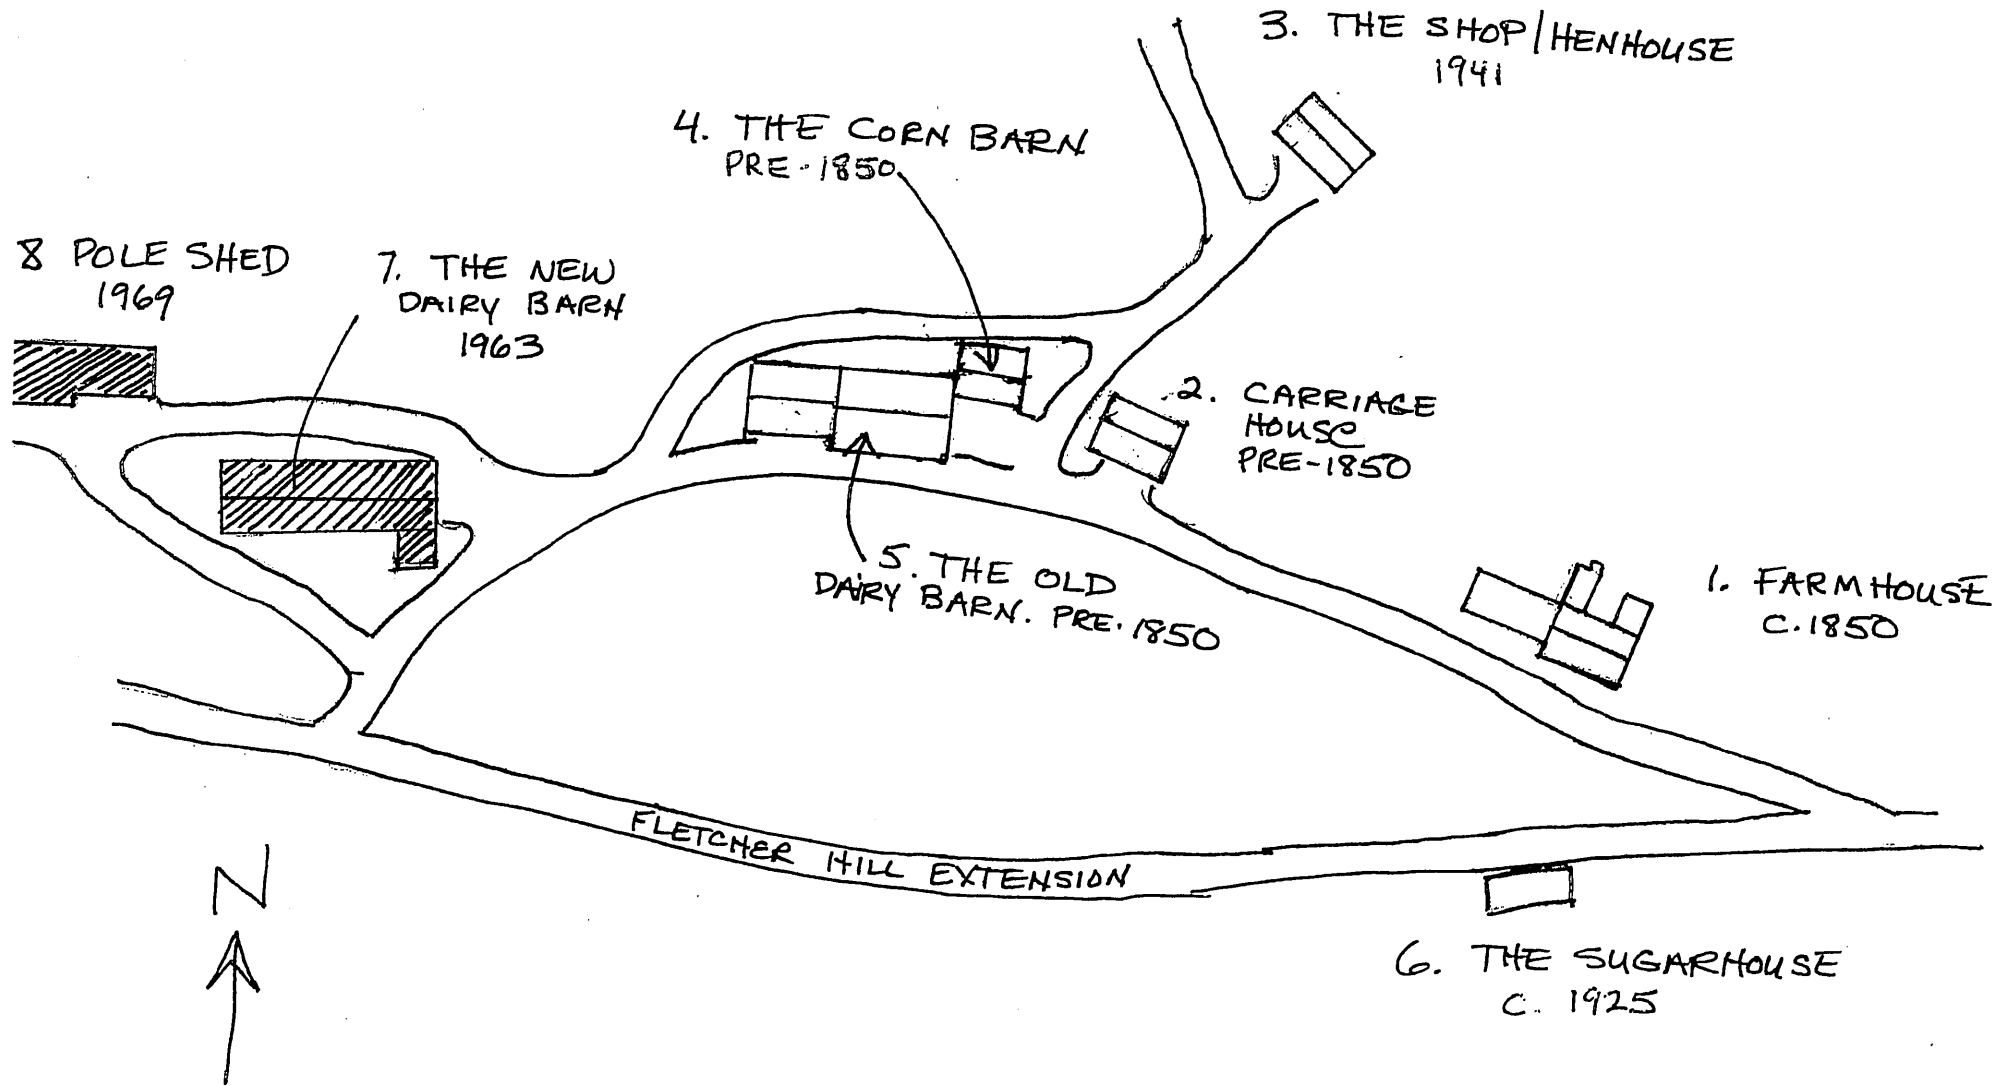 3. THE SHOP/HENHOUSE
1941
4. THE CORN BARN
PRE-1850
8 POLE SHED
1969
7. THE NEW
DAIRY BARN
1963
2. CARRIAGE
HOUSE
PRE-1850
5. THE OLD
DAIRY BARN. PRE-1850
1. FARMHOUSE
C.1850
FLETCHER HILL EXTENSION
N
6. THE SUGARHOUSE
C. 1925